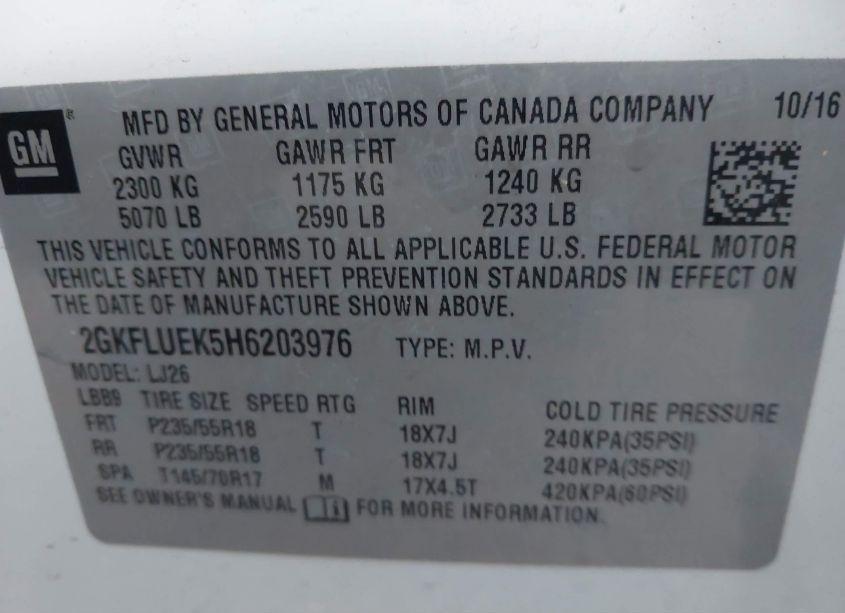 GM
MFD BY GENERAL MOTORS OF CANADA COMPANY 10/16
GVWR GAWR FRT GAWR RR
2300 KG 1175 KG 1240 KG
5070 LB 2590 LB 2733 LB
THIS VEHICLE CONFORMS TO ALL APPLICABLE U.S. FEDERAL MOTOR
VEHICLE SAFETY AND THEFT PREVENTION STANDARDS IN EFFECT ON
THE DATE OF MANUFACTURE SHOWN ABOVE.
2GKFLUEK5H6203976 TYPE: M.P.V.
MODEL: LJ26
LBB9 TIRE SIZE SPEED RTG RIM COLD TIRE PRESSURE
FRT P235/55R18 T 18X7J 240KPA(35PSI)
RR P235/55R18 T 18X7J 240KPA(35PSI)
SPA T145/70R17 M 17X4.5T 420KPA(60PSI)
SEE OWNER'S MANUAL FOR MORE INFORMATION.